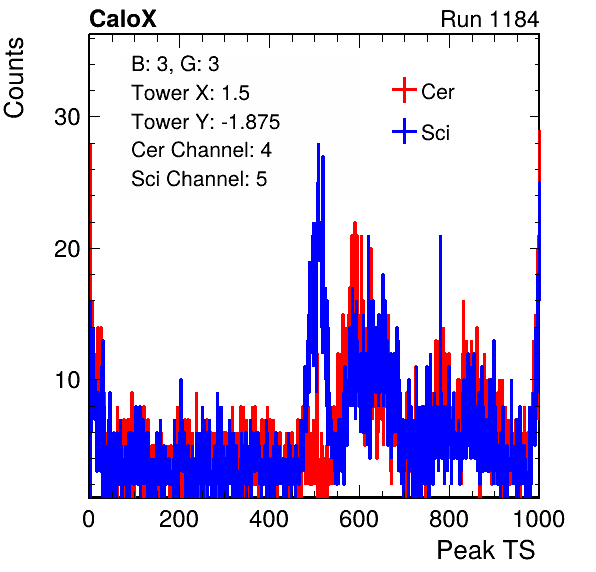 CaloX
Run 1184
Counts
B: 3, G: 3
Tower X: 1.5
Tower Y: -1.875
Cer Channel: 4
Sci Channel: 5
Cer
Sci
30
20
10
0 200 400 600 800 1000
Peak TS